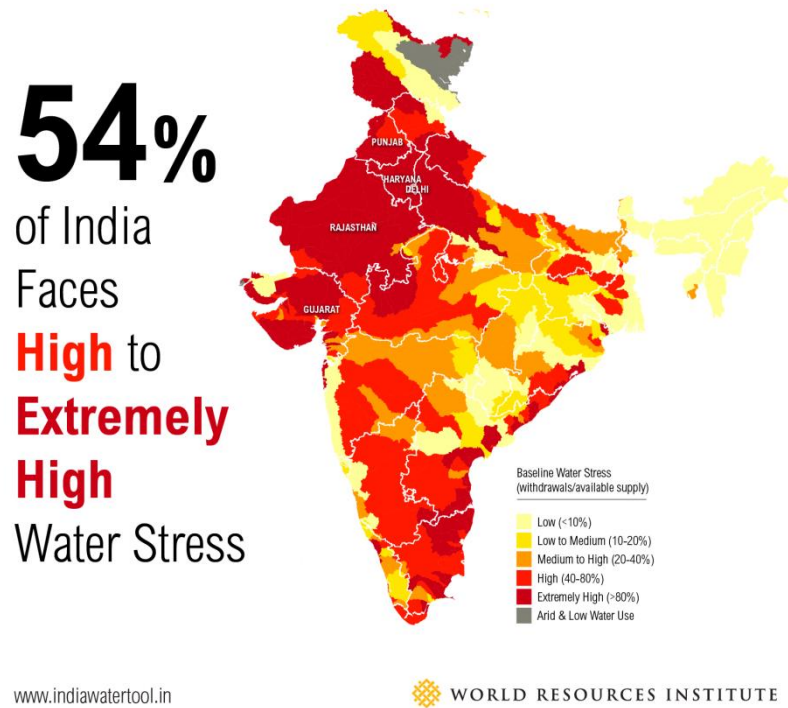 54%
of India
Faces
High to
Extremely
High
Water Stress
PUNJAB
HARYANA
DELHI
RAJASTHAN
GUJARAT
Baseline Water Stress
(withdrawals/available supply)
Low (<10%)
Low to Medium (10-20%)
Medium to High (20-40%)
High (40-80%)
Extremely High (>80%)
Arid & Low Water Use
www.indiawatertool.in
WORLD RESOURCES INSTITUTE